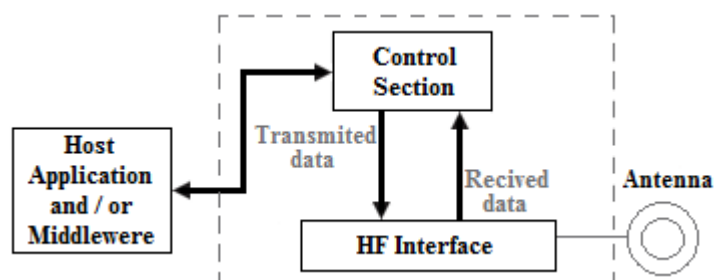 Control
Section
Transmited
data
Host
Application
and / or
Middlewere
Recived
data
Antenna
HF Interface